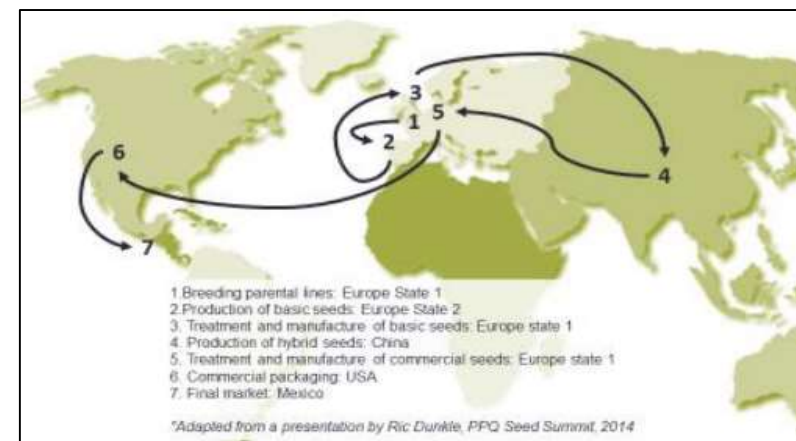 3
5
1
2
6
4
7
1.Breeding parental lines: Europe State 1
2.Production of basic seeds: Europe State 2
3. Treatment and manufacture of basic seeds: Europe state 1
4. Production of hybrid seeds: China
5. Treatment and manufacture of commercial seeds: Europe state 1
6. Commercial packaging: USA
7. Final market: Mexico
*Adapted from a presentation by Ric Dunkle, PPQ Seed Summit, 2014